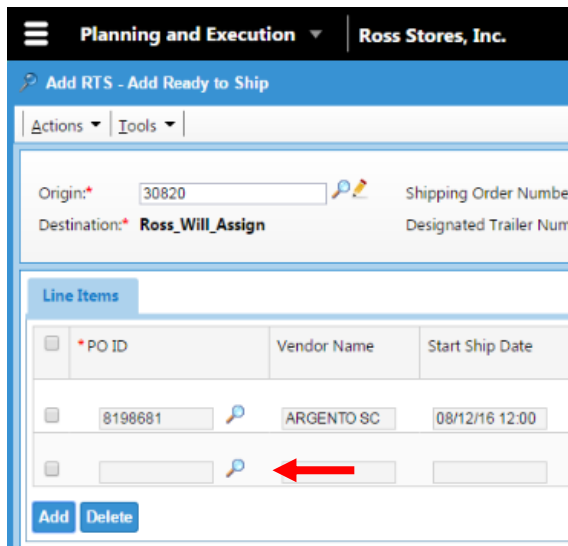 Planning and Execution ▼ Ross Stores, Inc.
Add RTS - Add Ready to Ship
Actions ▼ Tools ▼
Origin:* 30820 Shipping Order Numbe
Destination:* Ross_Will_Assign Designated Trailer Num
Line Items
* PO ID Vendor Name Start Ship Date
8198681 ARGENTO SC 08/12/16 12:00
Add Delete